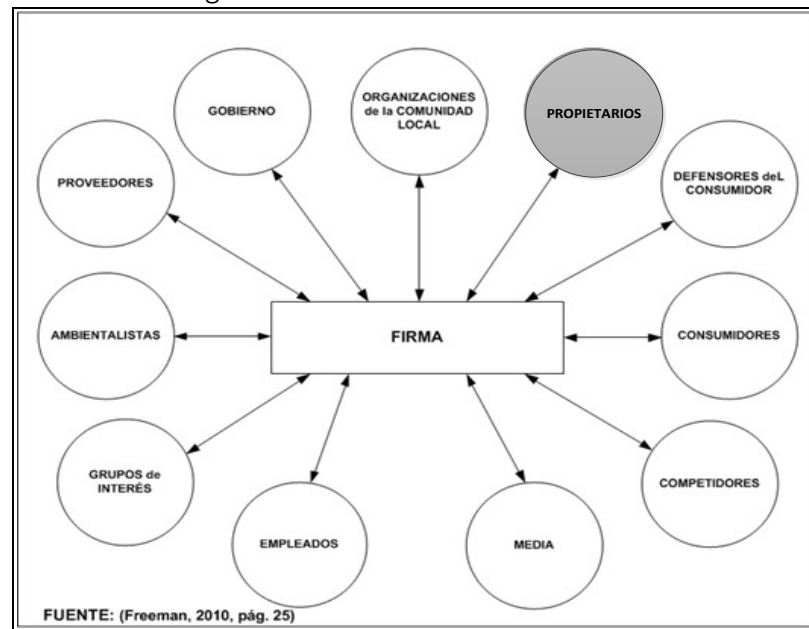 GOBIERNO
ORGANIZACIONES
de la COMUNIDAD
LOCAL
PROPIETARIOS
PROVEEDORES
DEFENSORES deL
CONSUMIDOR
AMBIENTALISTAS
FIRMA
CONSUMIDORES
GRUPOS de
INTERÉS
COMPETIDORES
EMPLEADOS
MEDIA
FUENTE: (Freeman, 2010, pág. 25)